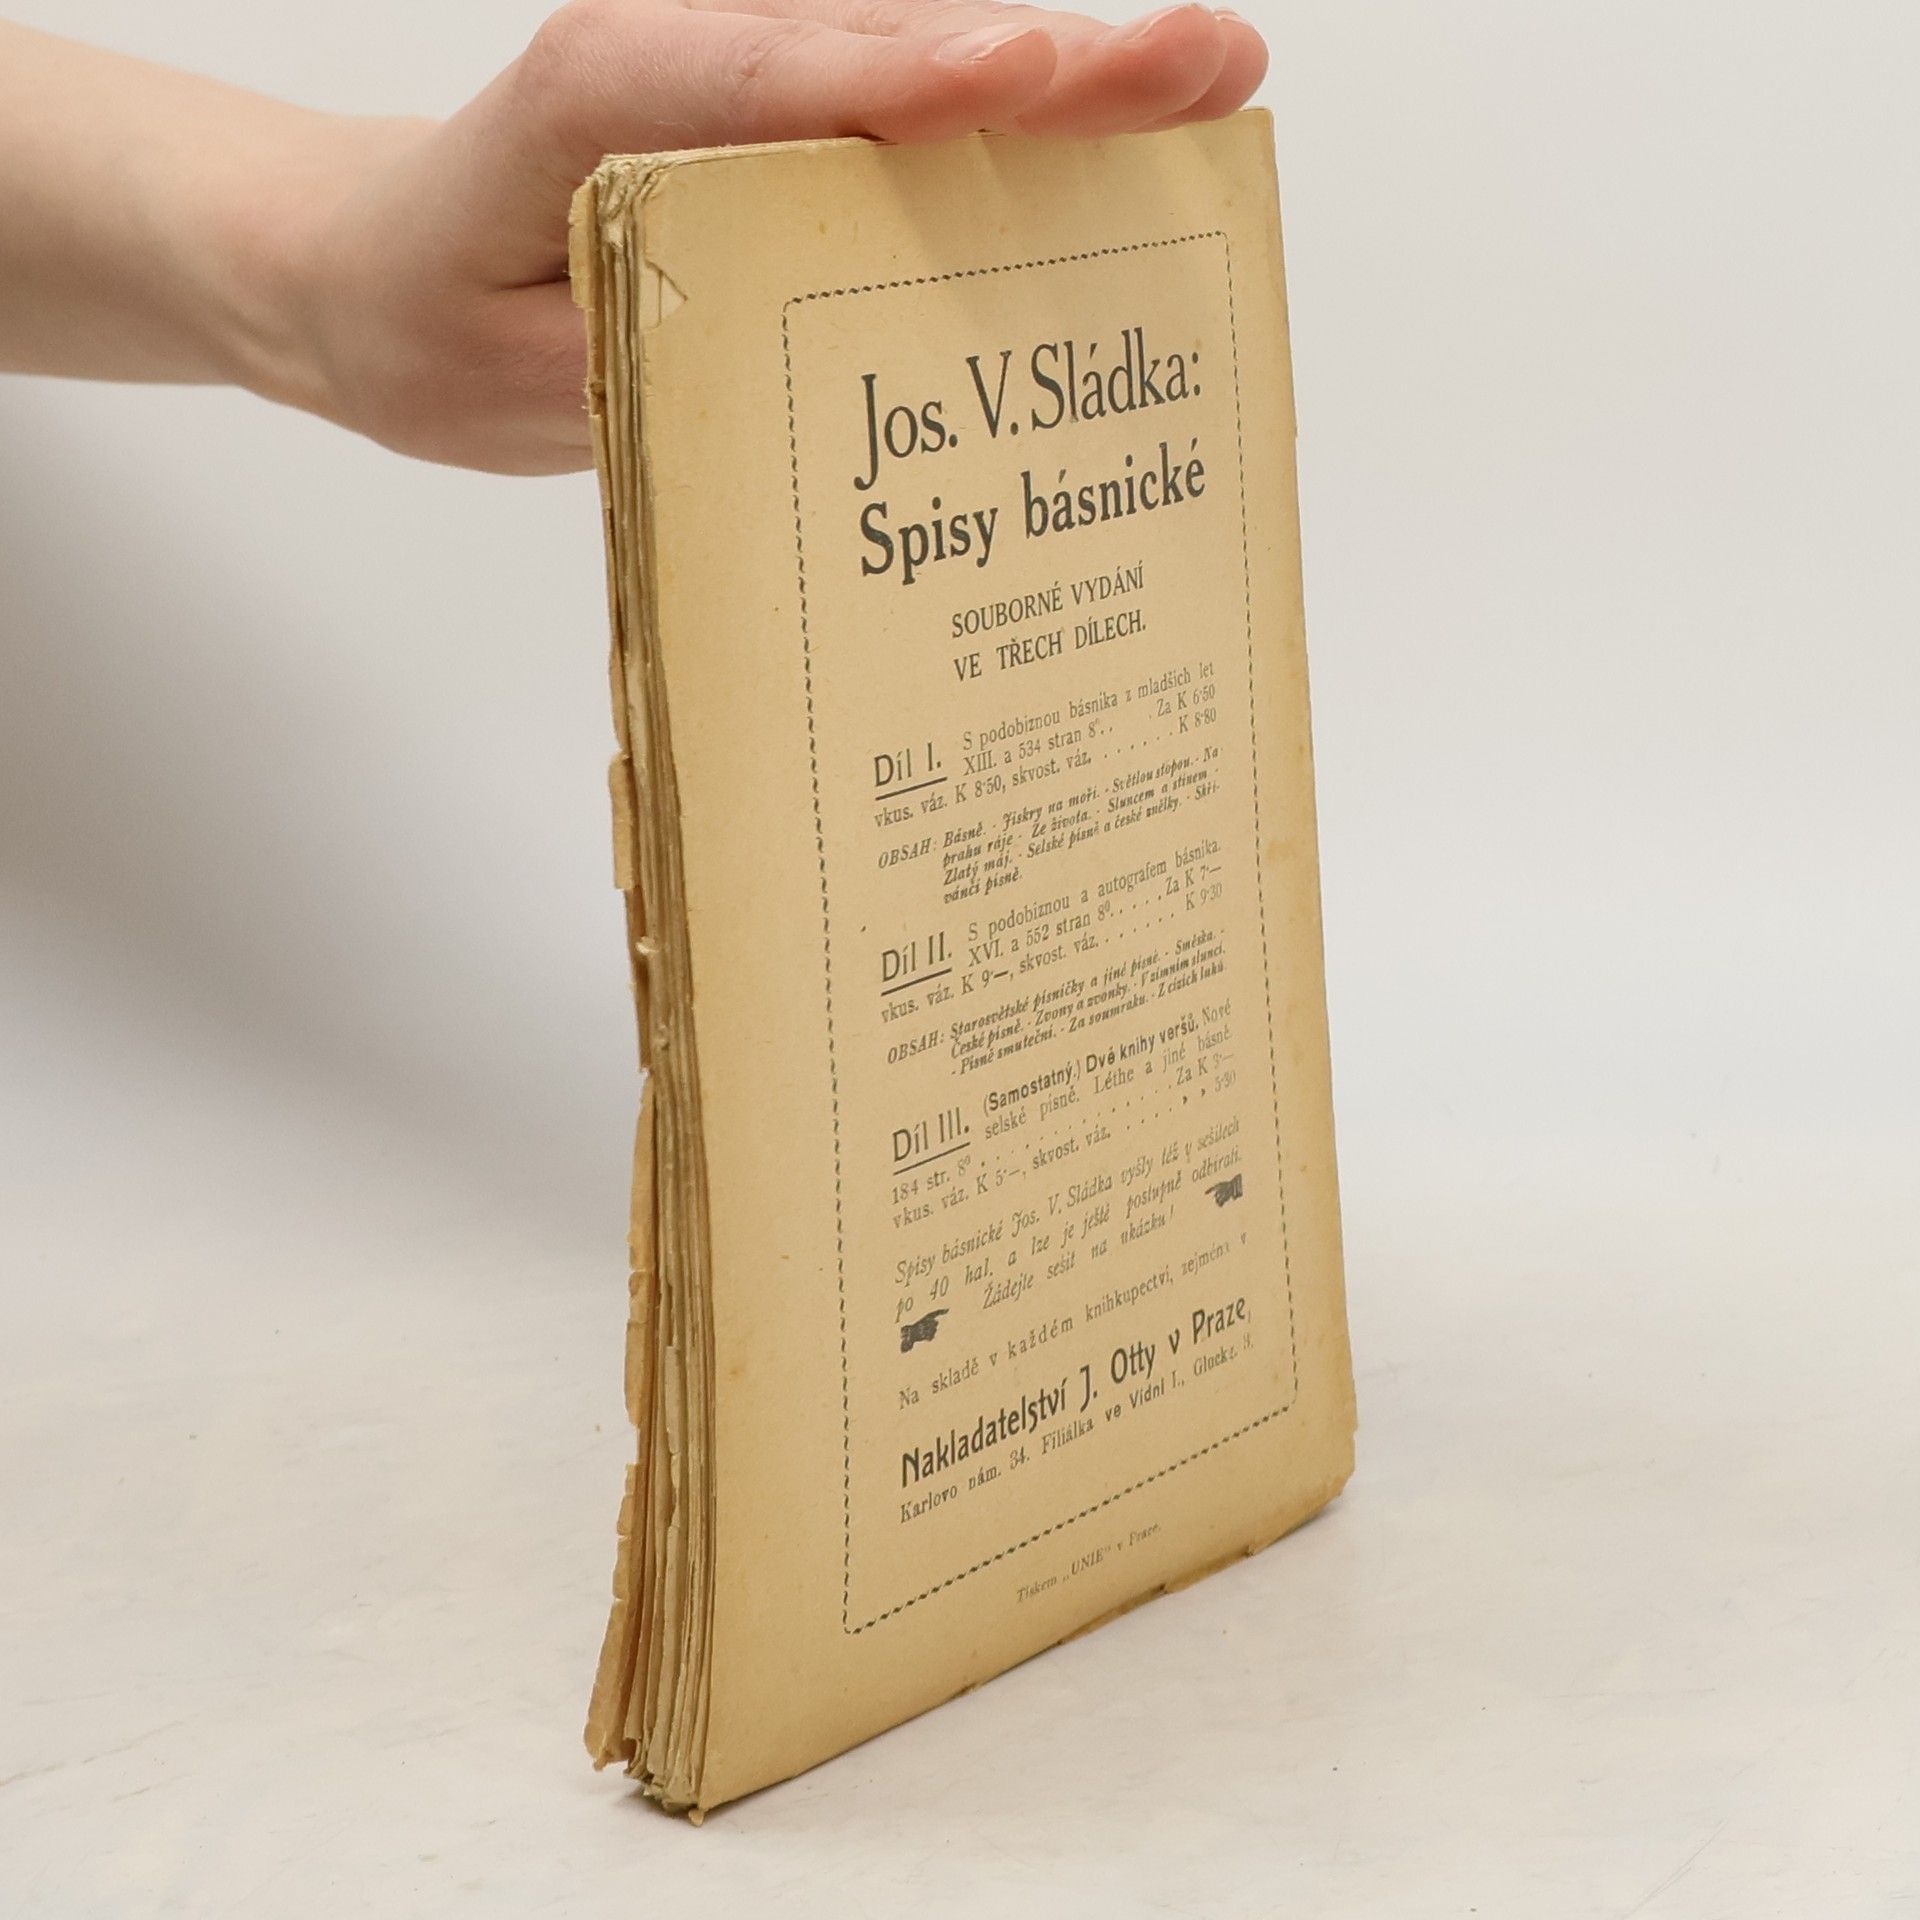 Jos. V. Sládka:
Spisy básnické
SOUBORNÉ VYDÁNÍ
VE TŘECH DÍLECH.
Díl I. S podobiznou básníka z mladších let
XIII. a 534 stran 8°. . . Za K 6·50
vkus. váz. K 8·50, skvost. váz. . . . . . . K 8·80
OBSAH: Básně. - Jiskry na moři. - Světlou stopou. - Na
prahu ráje - Ze života. - Sluncem a stínem -
Zlatý máj. - Selské písně a české znělky. - Skři-
vánčí písně.
Díl II. S podobiznou a autografem básníka.
XVI. a 552 stran 8°. . . . . Za K 7·—
vkus. váz. K 9·—, skvost. váz. . . . . . . K 9·30
OBSAH: Starosvětské písničky a jiné písně. - Směska. -
České písně. - Zvony a zvonky. - V zimním slunci.
- Písně smuteční. - Za soumraku. - Z cizích luhů.
Díl III. (Samostatný.) Dvě knihy veršů. Nové
selské písně. Léthe a jiné básně.
184 str. 8° . . . . . . . . . . . . Za K 3·—
vkus. váz. K 5·—, skvost. váz. . . . . . » » 5·30
Spisy básnické Jos. V. Sládka vyšly též v sešitech
po 40 hal. a lze je ještě postupně odbírati.
Žádejte sešit na ukázku!
Na skladě v každém knihkupectví, zejména v
Nakladatelství J. Otty v Praze,
Karlovo nám. 34. Filiálka ve Vídni I., Glucks. 3.
Tiskem „UNIE" v Praze.